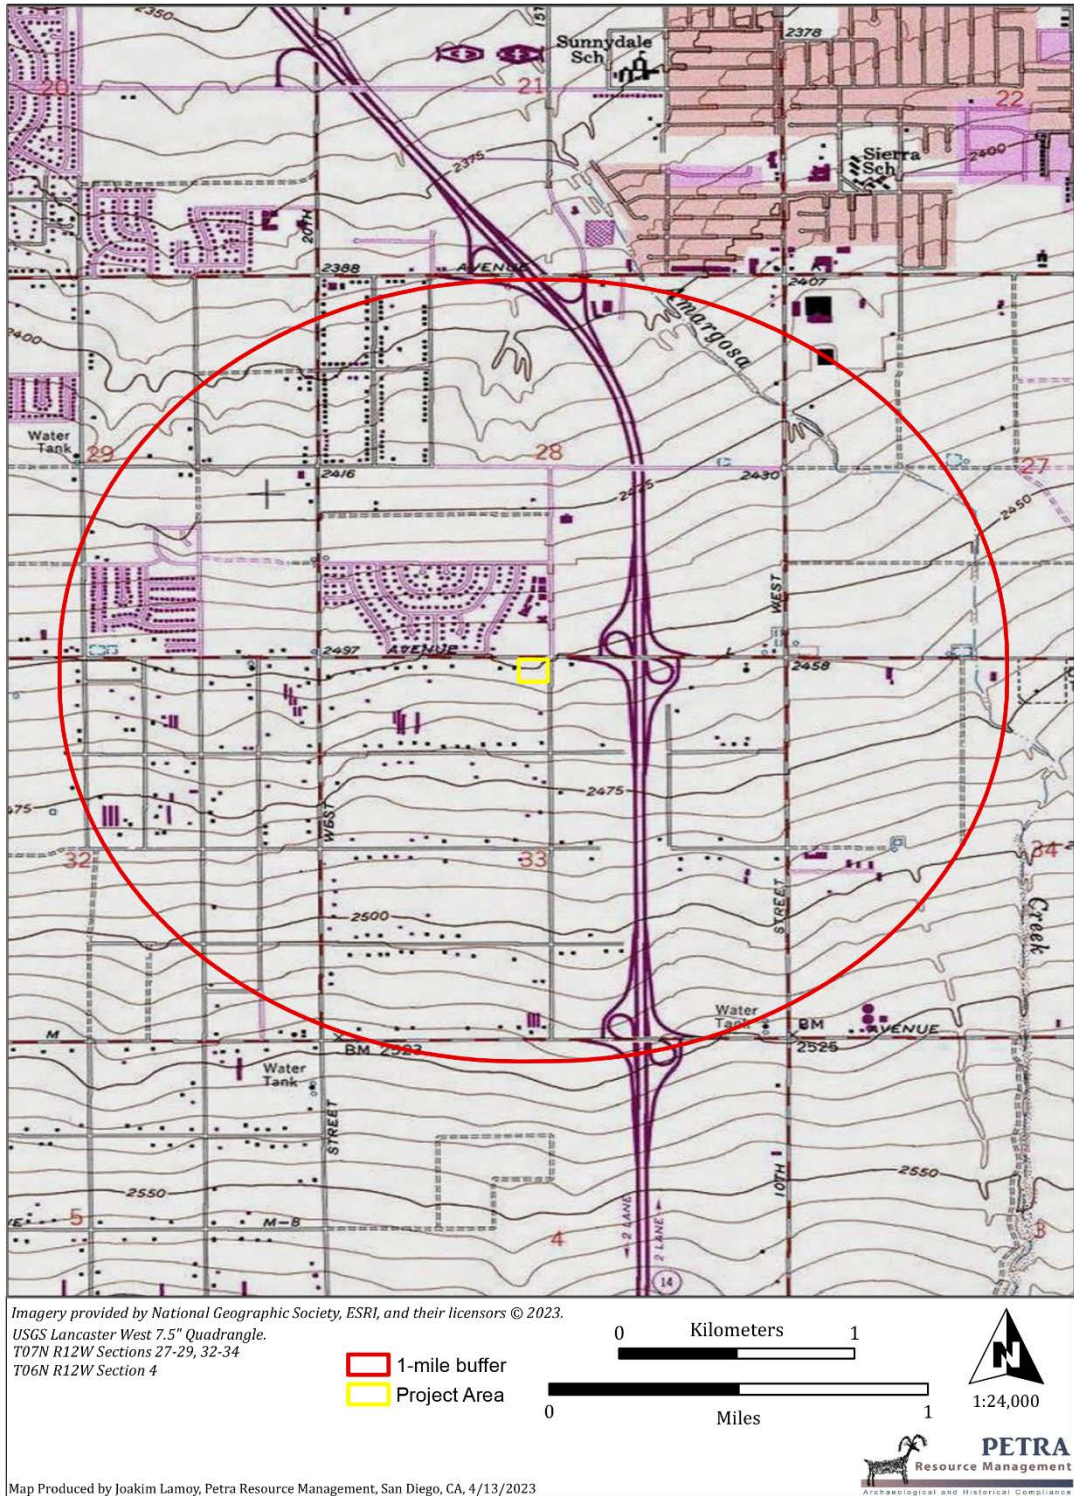 2350
15T
Sunnydale
Sch
2378
20
21
22
2375
Sierra
Sch
2400
20TH
2388
AVENUE
K
2407
Amargosa
2400
Water
Tank
29
28
27
2416
2425
2430
2450
WEST
2497
AVENUE
L
2458
2475
475
WEST
32
33
34
STREET
2500
Creek
Water
Tank
BM
AVENUE
M
BM 2523
2525
Water
Tank
STREET
10TH
2550
2550
5
M-8
4
3
2 LANE
2 LANE
14
Imagery provided by National Geographic Society, ESRI, and their licensors © 2023.
USGS Lancaster West 7.5" Quadrangle.
T07N R12W Sections 27-29, 32-34
T06N R12W Section 4
1-mile buffer
Project Area
Kilometers
0 1
0 1
Miles
N
1:24,000
PETRA
Resource Management
Archaeological and Historical Compliance
Map Produced by Joakim Lamoy, Petra Resource Management, San Diego, CA, 4/13/2023